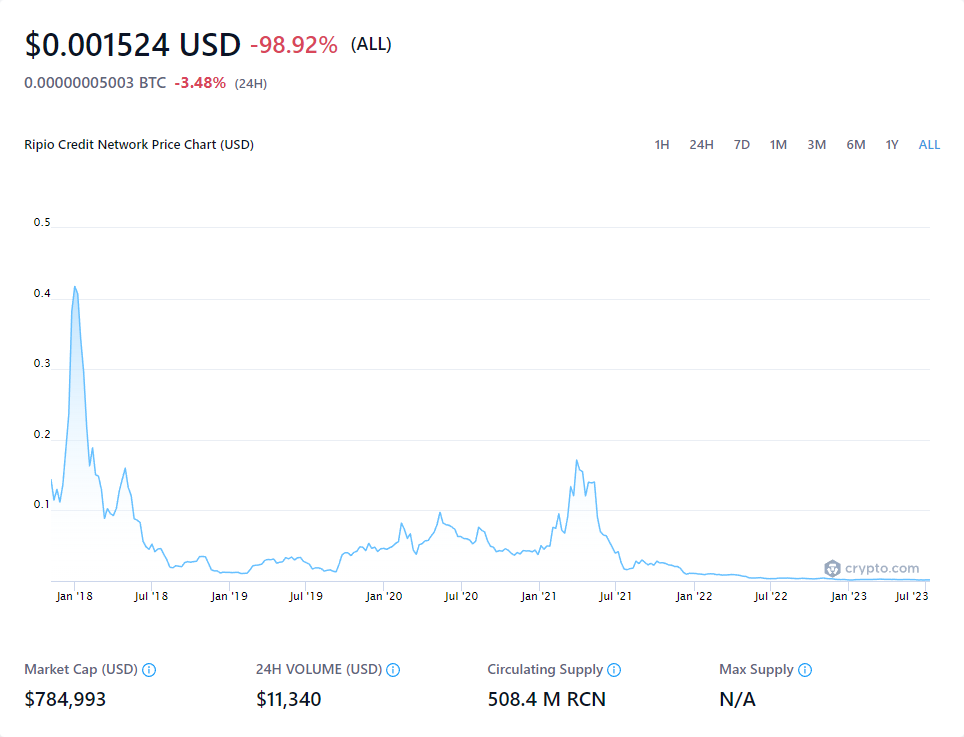 $0.001524 USD -98.92% (ALL)
0.00000005003 BTC -3.48% (24H)
Ripio Credit Network Price Chart (USD) 1H 24H 7D 1M 3M 6M 1Y ALL
0.5
0.4
0.3
0.2
0.1
crypto.com
Jan '18 Jul '18 Jan '19 Jul '19 Jan '20 Jul '20 Jan '21 Jul '21 Jan '22 Jul '22 Jan '23 Jul '23
Market Cap (USD) 24H VOLUME (USD) Circulating Supply Max Supply
$784,993 $11,340 508.4 M RCN N/A